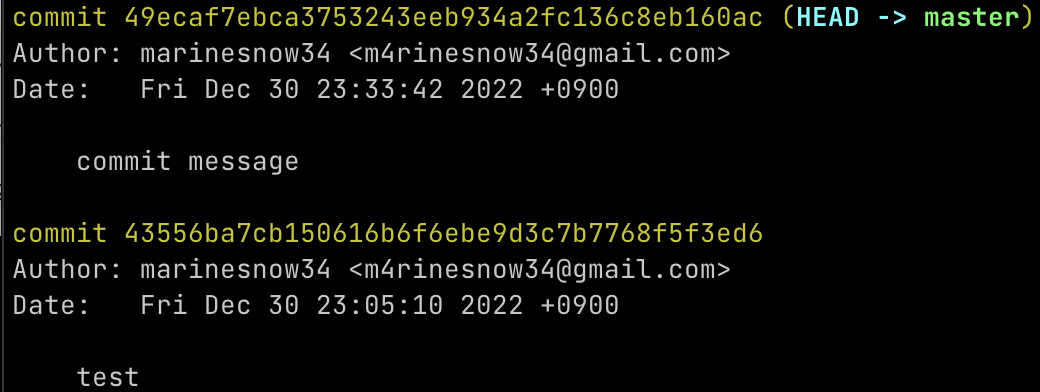 commit 49ecaf7ebca3753243eeb934a2fc136c8eb160ac (HEAD -> master)
Author: marinesnow34 <m4rinesnow34@gmail.com>
Date:   Fri Dec 30 23:33:42 2022 +0900
    commit message
commit 43556ba7cb150616b6f6ebe9d3c7b7768f5f3ed6
Author: marinesnow34 <m4rinesnow34@gmail.com>
Date:   Fri Dec 30 23:05:10 2022 +0900
    test